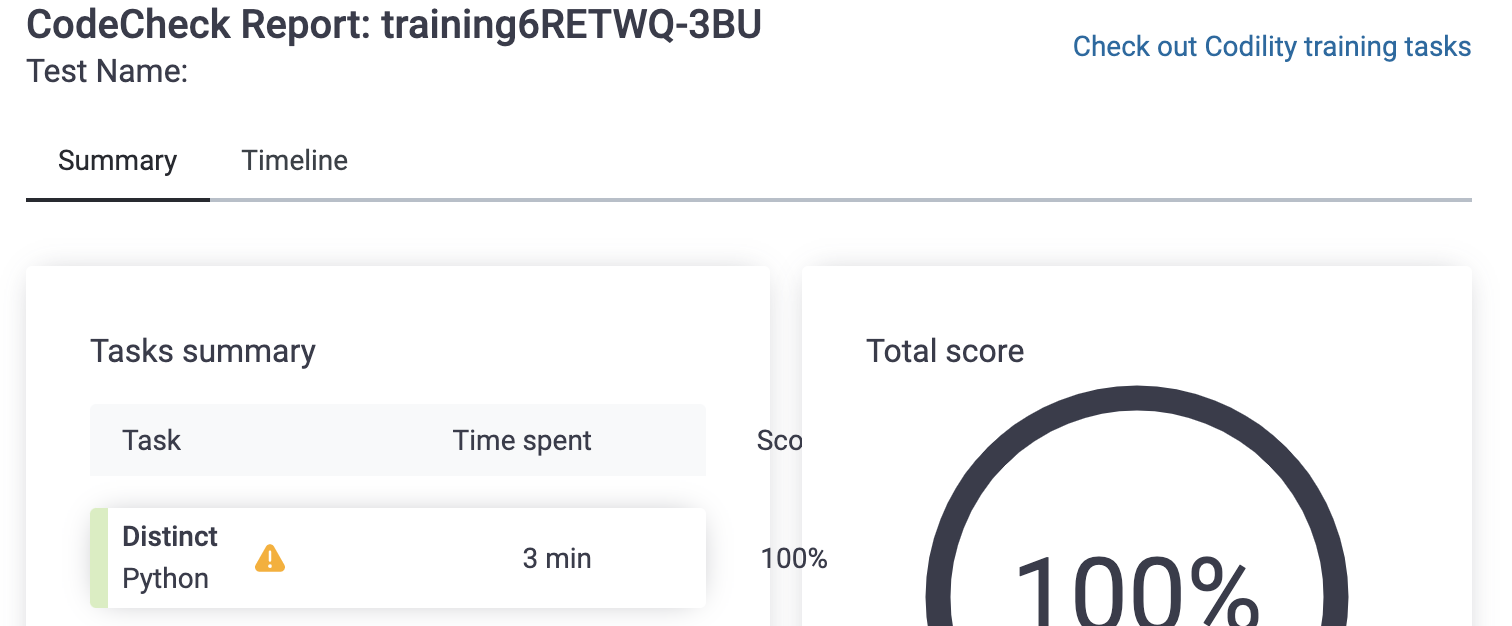 CodeCheck Report: training6RETWQ-3BU
Check out Codility training tasks
Test Name:
Summary Timeline
Tasks summary
Task Time spent Sco
Distinct
Python
3 min 100%
Total score
100%